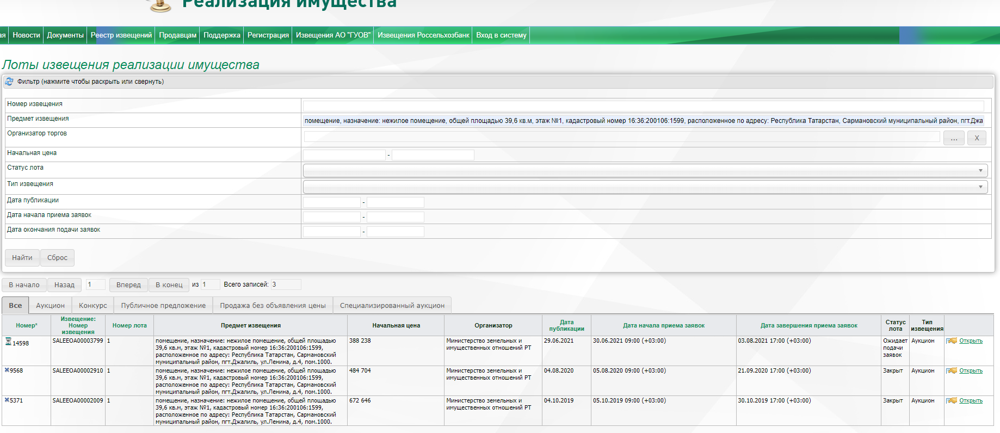 Реализация имущества
ая Новости Документы Реестр извещений Продавцам Поддержка Регистрация Извещения АО "ГУОВ" Извещения Россельхозбанк Вход в систему
Лоты извещения реализации имущества
Фильтр (нажмите чтобы раскрыть или свернуть)
Номер извещения
Предмет извещения помещение, назначение: нежилое помещение, общей площадью 39,6 кв.м, этаж №1, кадастровый номер 16:36:200106:1599, расположенное по адресу: Республика Татарстан, Сармановский муниципальный район, пгт.Джа
Организатор торгов ... X
Начальная цена -
Статус лота
Тип извещения
Дата публикации -
Дата начала приема заявок -
Дата окончания подачи заявок -
Найти Сброс
В начало Назад 1 Вперед В конец из 1 Всего записей: 3
Все Аукцион Конкурс Публичное предложение Продажа без объявления цены Специализированный аукцион
Номер* Извещение: Номер извещения Номер лота Предмет извещения Начальная цена Организатор Дата публикации Дата начала приема заявок Дата завершения приема заявок Статус лота Тип извещения
14598 SALEEOA00003799 1 помещение, назначение: нежилое помещение, общей площадью 388 238 Министерство земельных и 29.06.2021 30.06.2021 09:00 (+03:00) 03.08.2021 17:00 (+03:00) Ожидает Аукцион Открыть
39,6 кв.м, этаж №1, кадастровый номер 16:36:200106:1599, имущественных отношений РТ подачи
расположенное по адресу: Республика Татарстан, Сармановский заявок
муниципальный район, пгт.Джалиль, ул.Ленина, д.4, пом.1000.
9568 SALEEOA00002910 1 помещение, назначение: нежилое помещение, общей площадью 484 704 Министерство земельных и 04.08.2020 05.08.2020 09:00 (+03:00) 21.09.2020 17:00 (+03:00) Закрыт Аукцион Открыть
39,6 кв.м, этаж №1, кадастровый номер 16:36:200106:1599, имущественных отношений РТ
расположенное по адресу: Республика Татарстан, Сармановский
муниципальный район, пгт.Джалиль, ул.Ленина, д.4, пом.1000.
5371 SALEEOA00002009 1 помещение, назначение: нежилое помещение, общей площадью 672 646 Министерство земельных и 04.10.2019 05.10.2019 09:00 (+03:00) 30.10.2019 17:00 (+03:00) Закрыт Аукцион Открыть
39,6 кв.м, этаж №1, кадастровый номер 16:36:200106:1599, имущественных отношений РТ
расположенное по адресу: Республика Татарстан, Сармановский
муниципальный район, пгт.Джалиль, ул.Ленина, д.4, пом.1000.